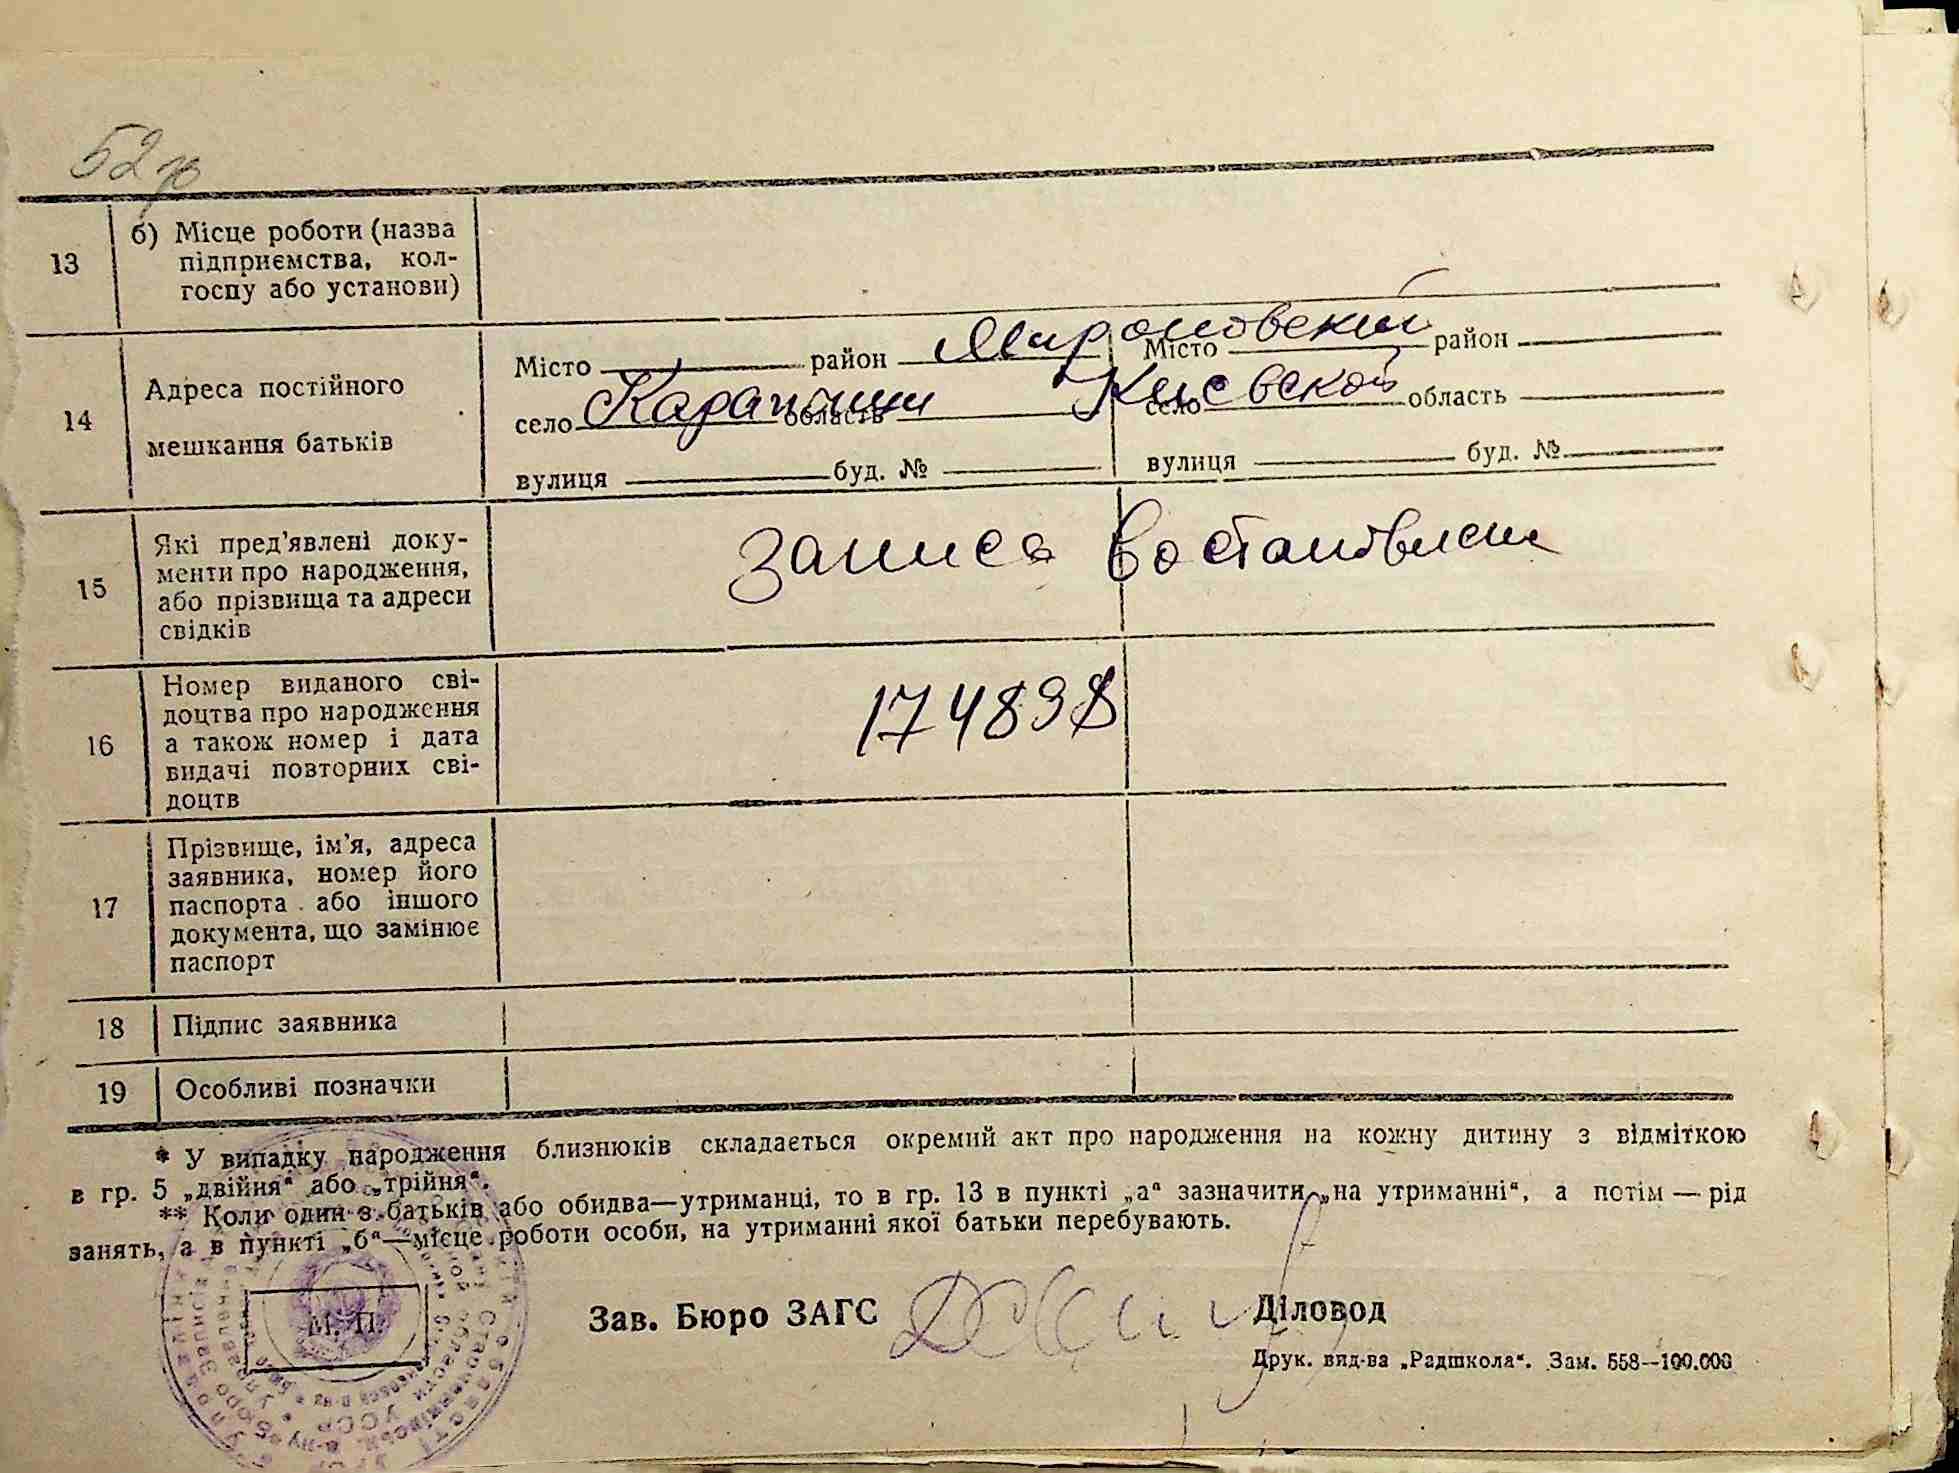 13
б) Місце роботи (назва
підприємства, кол-
госпу або установи)
14
Адреса постійного
мешкання батьків
Місто район Мироновский Місто район
село Карапыши область Киевской село область
вулиця буд. № вулиця буд. №
15
Які пред'явлені доку-
менти про народження,
або прізвища та адреси
свідків
записа востановлена
16
Номер виданого сві-
доцтва про народження
а також номер і дата
видачі повторних сві-
доцтв
174898
17
Прізвище, ім'я, адреса
заявника, номер його
паспорта або іншого
документа, що замінює
паспорт
18 Підпис заявника
19 Особливі позначки
* У випадку народження близнюків складається окремий акт про народження на кожну дитину з відміткою
в гр. 5 „двійня“ або „трійня“.
** Коли один з батьків або обидва—утриманці, то в гр. 13 в пункті „а“ зазначити „на утриманні“, а потім — рід
занять, а в пункті „б“—місце роботи особи, на утриманні якої батьки перебувають.
М. П.
Зав. Бюро ЗАГС Діловод
Друк. вид-ва „Радшкола“. Зам. 558—100.000